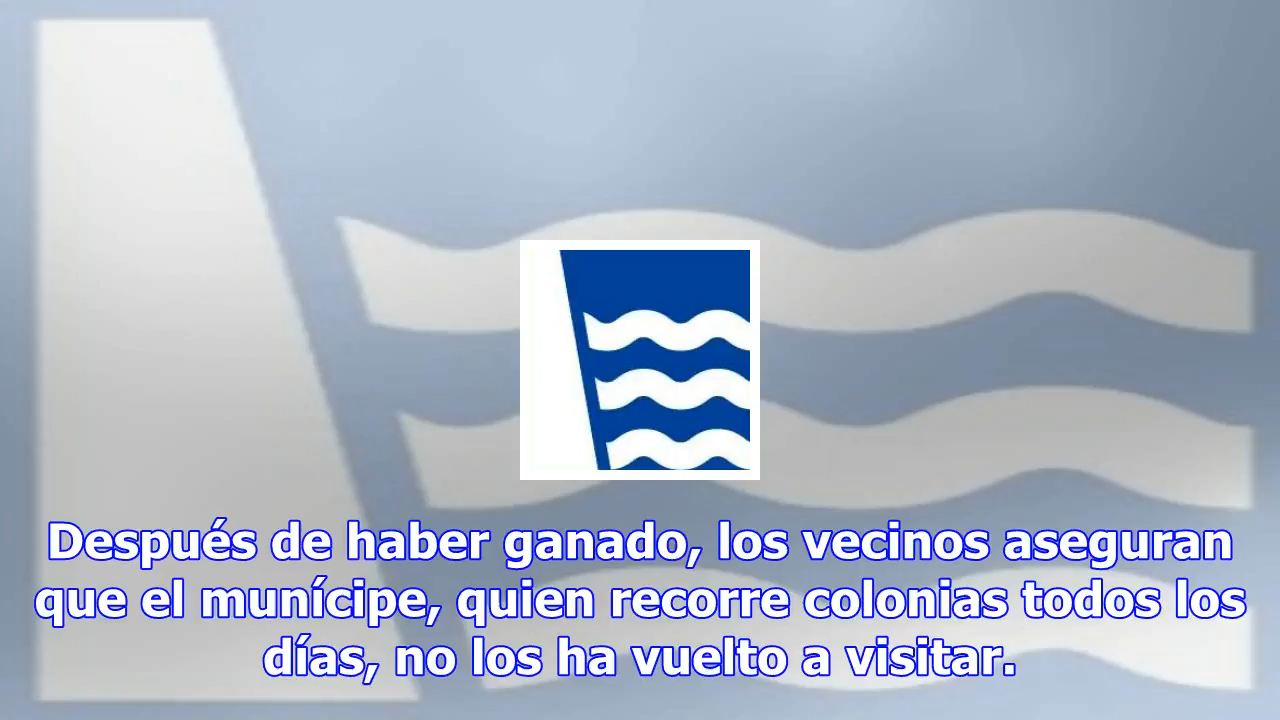 Después de haber ganado, los vecinos aseguran
que el munícipe, quien recorre colonias todos los
días, no los ha vuelto a visitar.